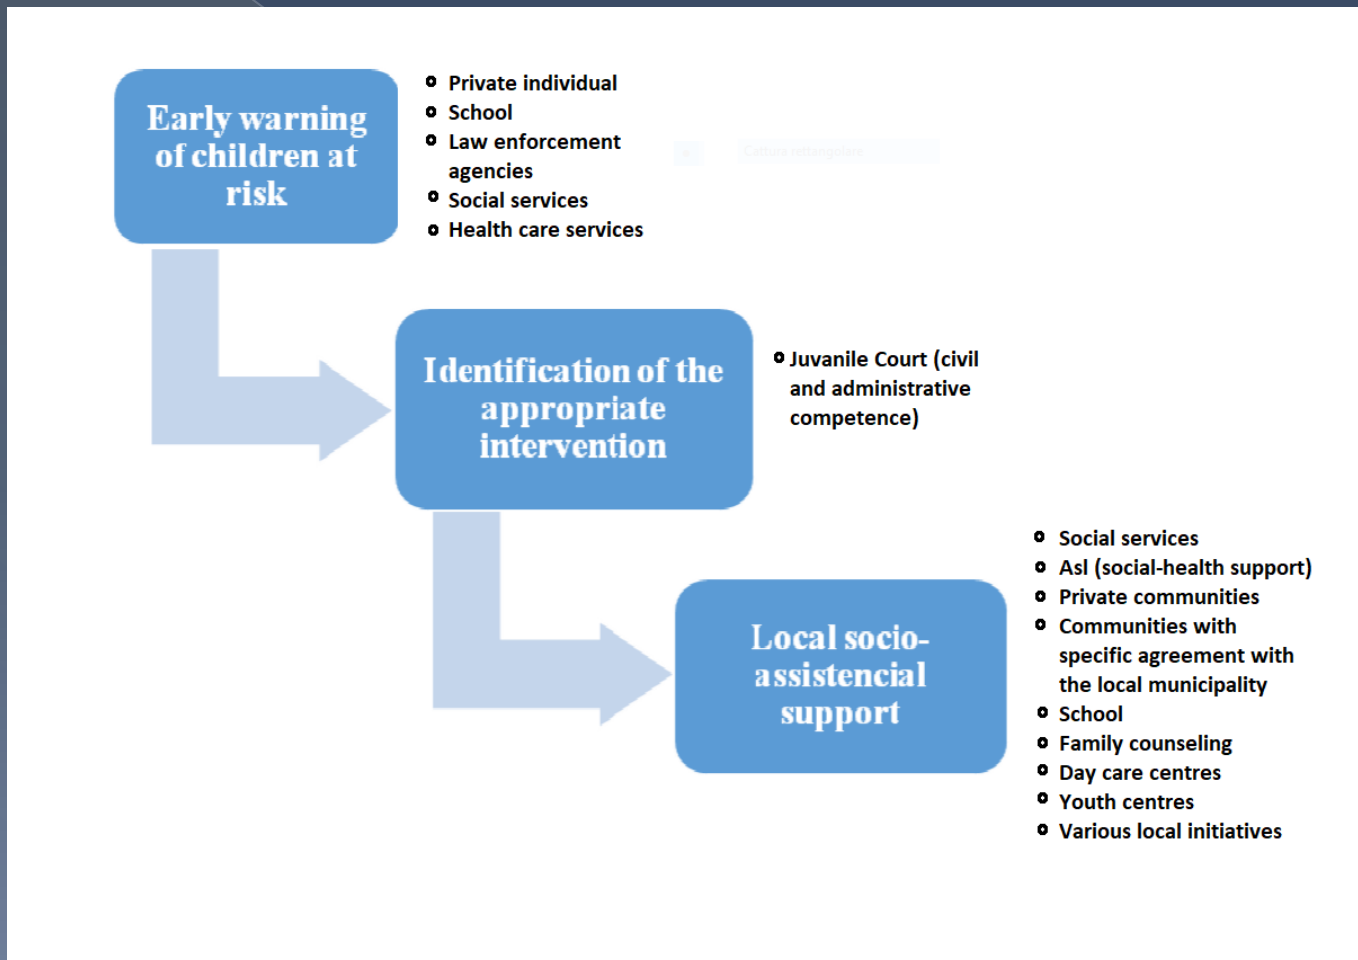 Early warning
of children at
risk
Private individual
School
Law enforcement
agencies
Social services
Health care services
Cattura rettangolare
Identification of the
appropriate
intervention
Juvanile Court (civil
and administrative
competence)
Local socio-
assistencial
support
Social services
Asl (social-health support)
Private communities
Communities with
specific agreement with
the local municipality
School
Family counseling
Day care centres
Youth centres
Various local initiatives